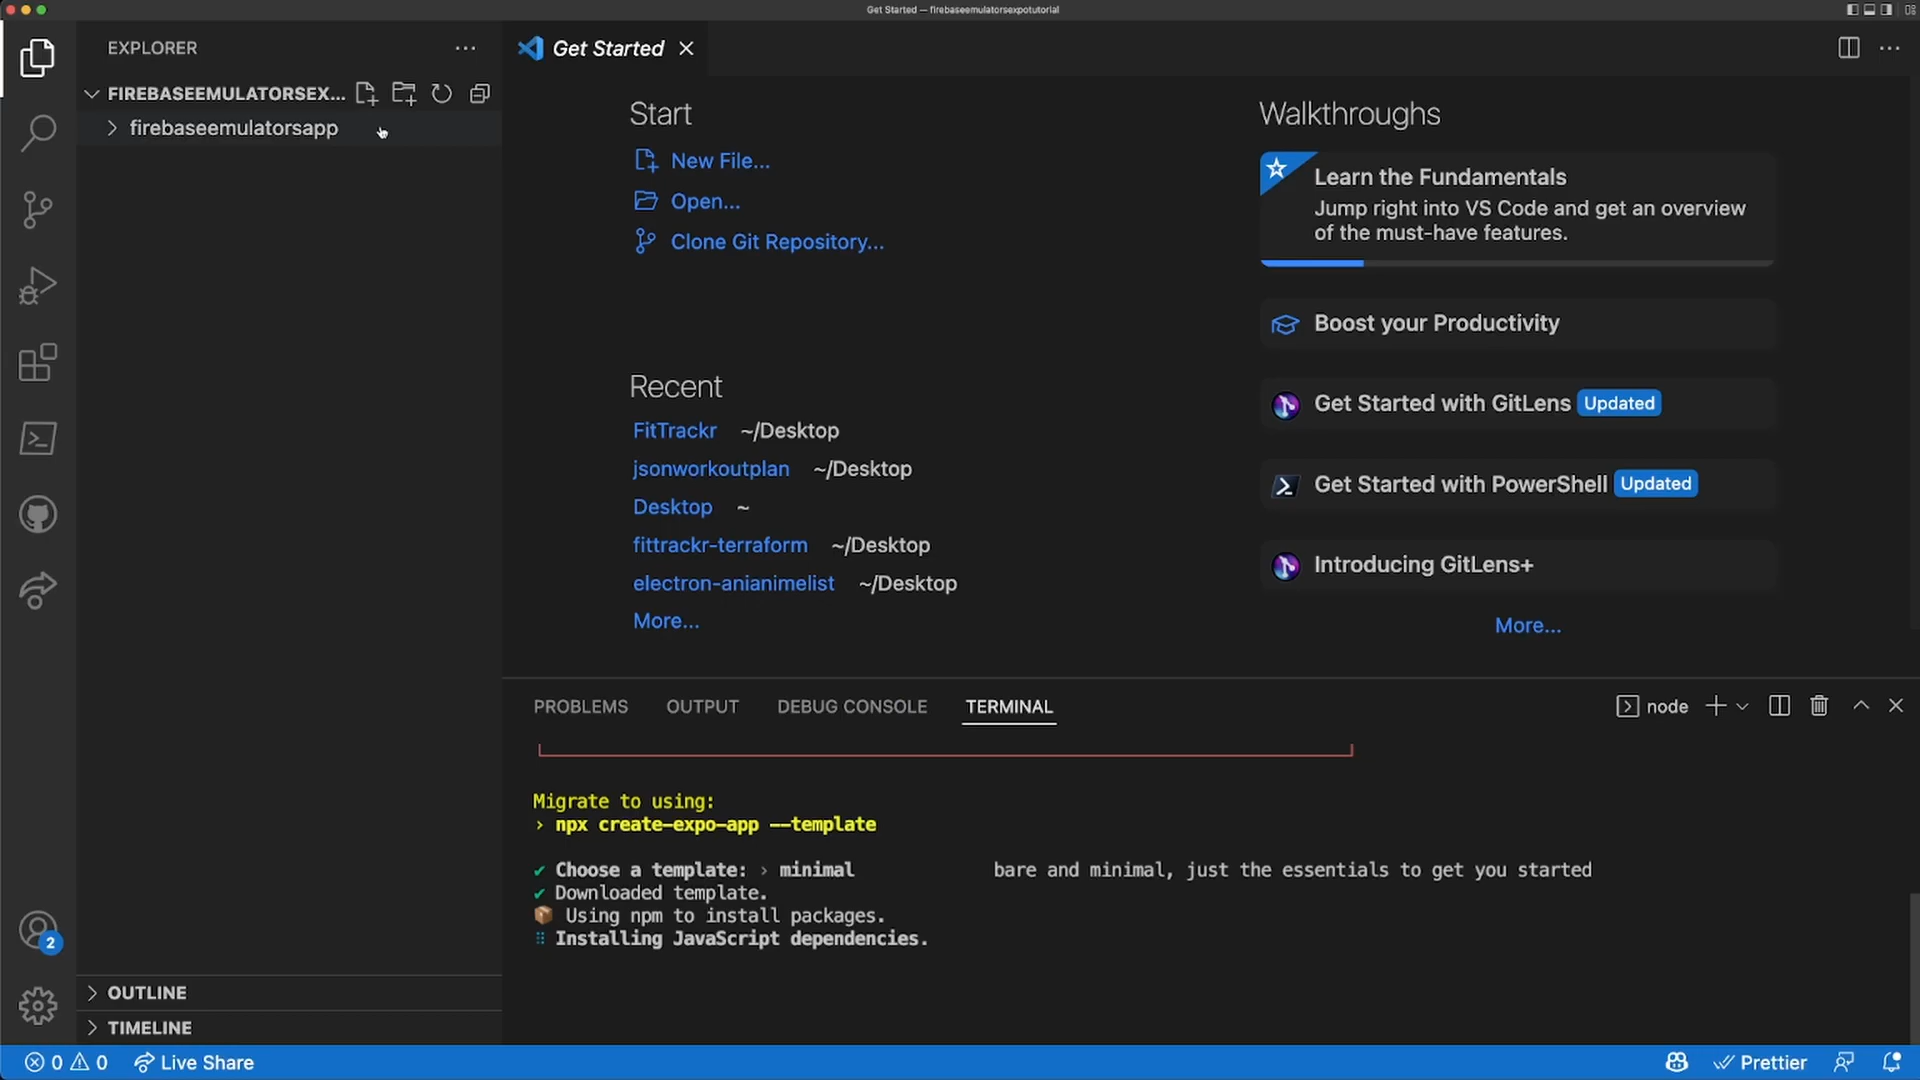 Get Started — firebaseemulatorsexpotutorial
EXPLORER
FIREBASEEMULATORSEX...
firebaseemulatorsapp
OUTLINE
TIMELINE
2
Get Started
Start
New File...
Open...
Clone Git Repository...
Recent
FitTrackr ~/Desktop
jsonworkoutplan ~/Desktop
Desktop ~
fittrackr-terraform ~/Desktop
electron-anianimelist ~/Desktop
More...
Walkthroughs
Learn the Fundamentals
Jump right into VS Code and get an overview
of the must-have features.
Boost your Productivity
Get Started with GitLens Updated
Get Started with PowerShell Updated
Introducing GitLens+
More...
PROBLEMS OUTPUT DEBUG CONSOLE TERMINAL
node
Migrate to using:
› npx create-expo-app --template
✔ Choose a template: › minimal bare and minimal, just the essentials to get you started
✔ Downloaded template.
📦 Using npm to install packages.
⠿ Installing JavaScript dependencies.
0 0 Live Share
Prettier